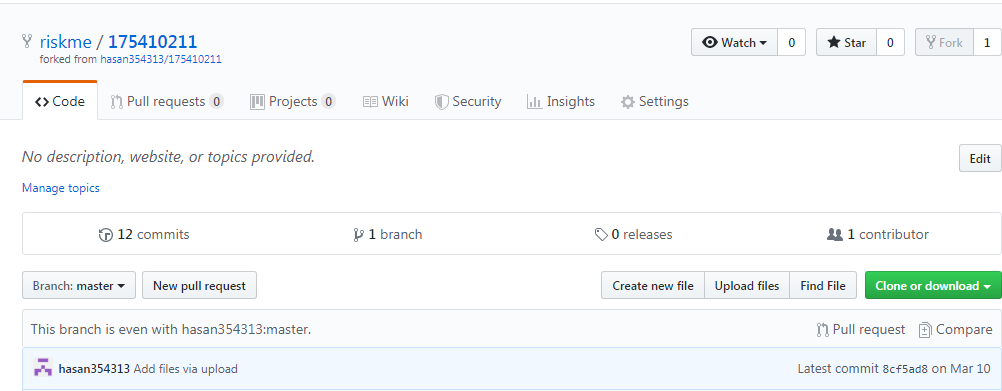 riskme / 175410211
forked from hasan354313/175410211
Watch 0 Star 0 Fork 1
Code Pull requests 0 Projects 0 Wiki Security Insights Settings
No description, website, or topics provided. Edit
Manage topics
12 commits 1 branch 0 releases 1 contributor
Branch: master New pull request Create new file Upload files Find File Clone or download
This branch is even with hasan354313:master. Pull request Compare
hasan354313 Add files via upload Latest commit 8cf5ad8 on Mar 10